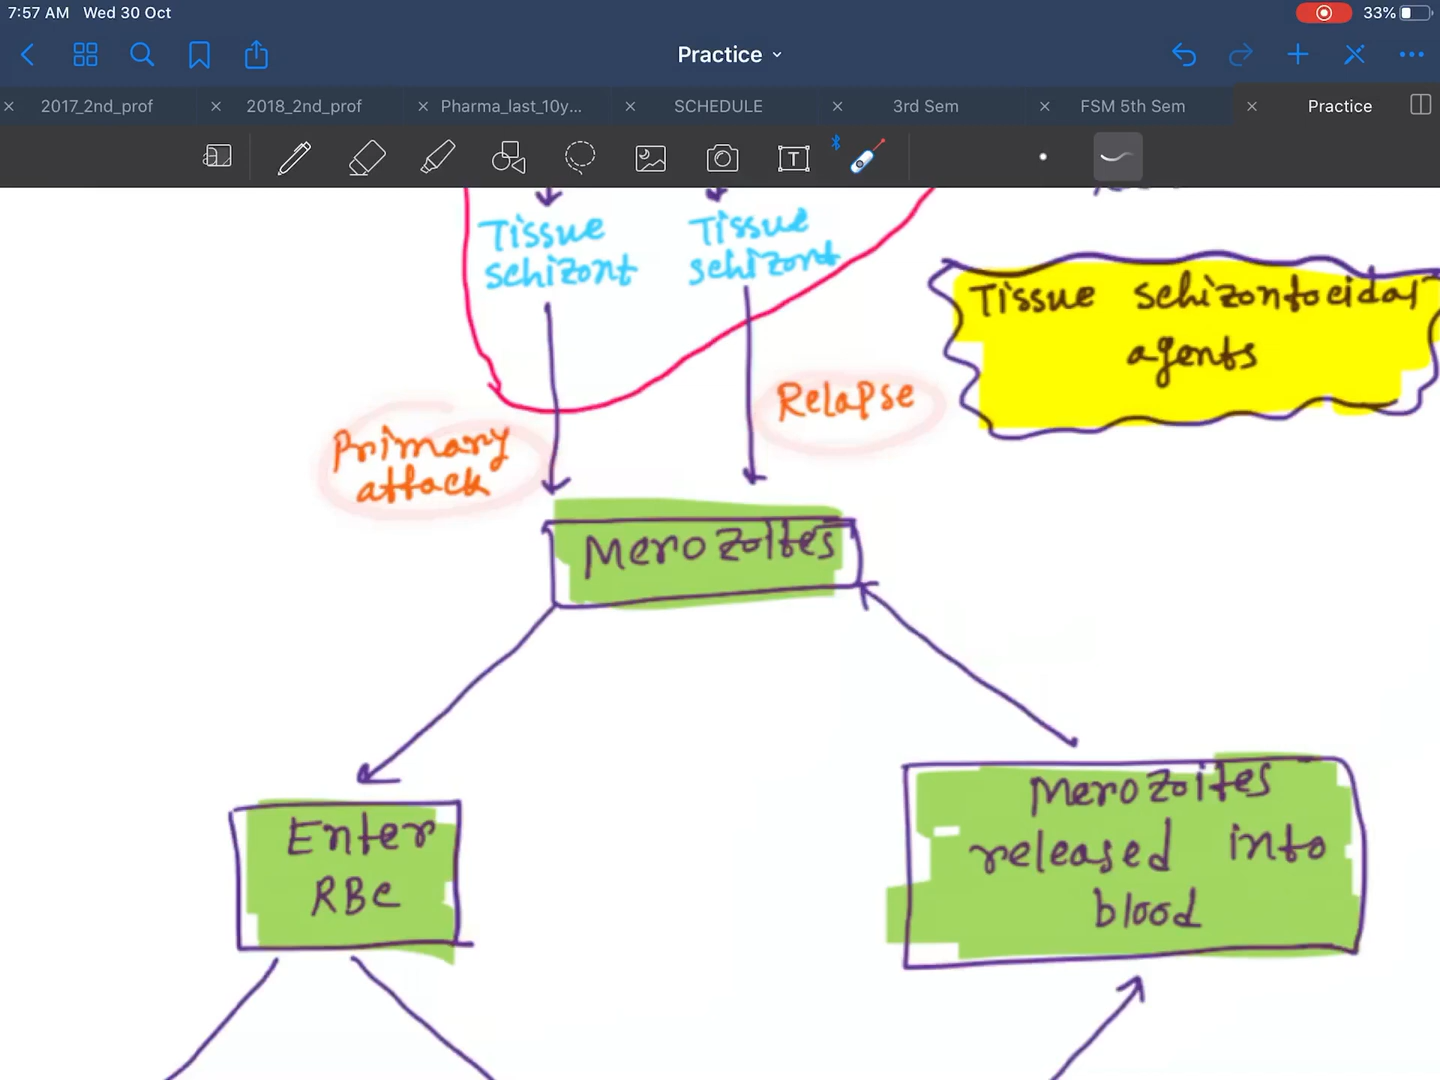 7:57 AM Wed 30 Oct
33%
Practice
2017_2nd_prof
2018_2nd_prof
Pharma_last_10y...
SCHEDULE
3rd Sem
FSM 5th Sem
Practice
T
Tissue
schizont
Tissue
schizont
Tissue schizontocidal
agents
Relapse
Primary
attack
Merozoites
Enter
RBC
Merozoites
released into
blood